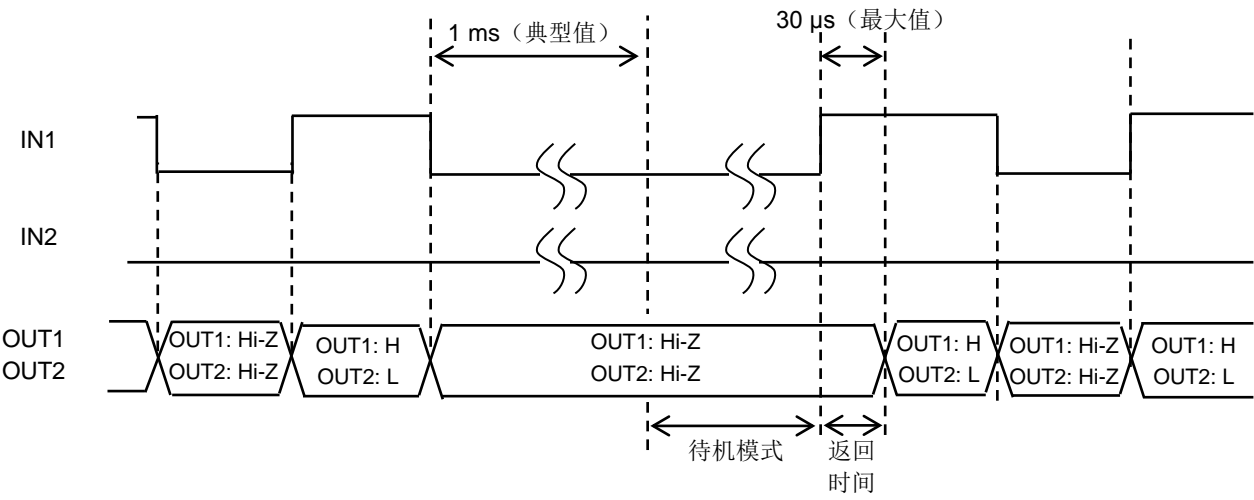 1 ms（典型值）
30 µs（最大值）
IN1
IN2
OUT1
OUT2
OUT1: Hi-Z
OUT2: Hi-Z
OUT1: H
OUT2: L
OUT1: Hi-Z
OUT2: Hi-Z
OUT1: H
OUT2: L
OUT1: Hi-Z
OUT2: Hi-Z
OUT1: H
OUT2: L
待机模式
返回
时间